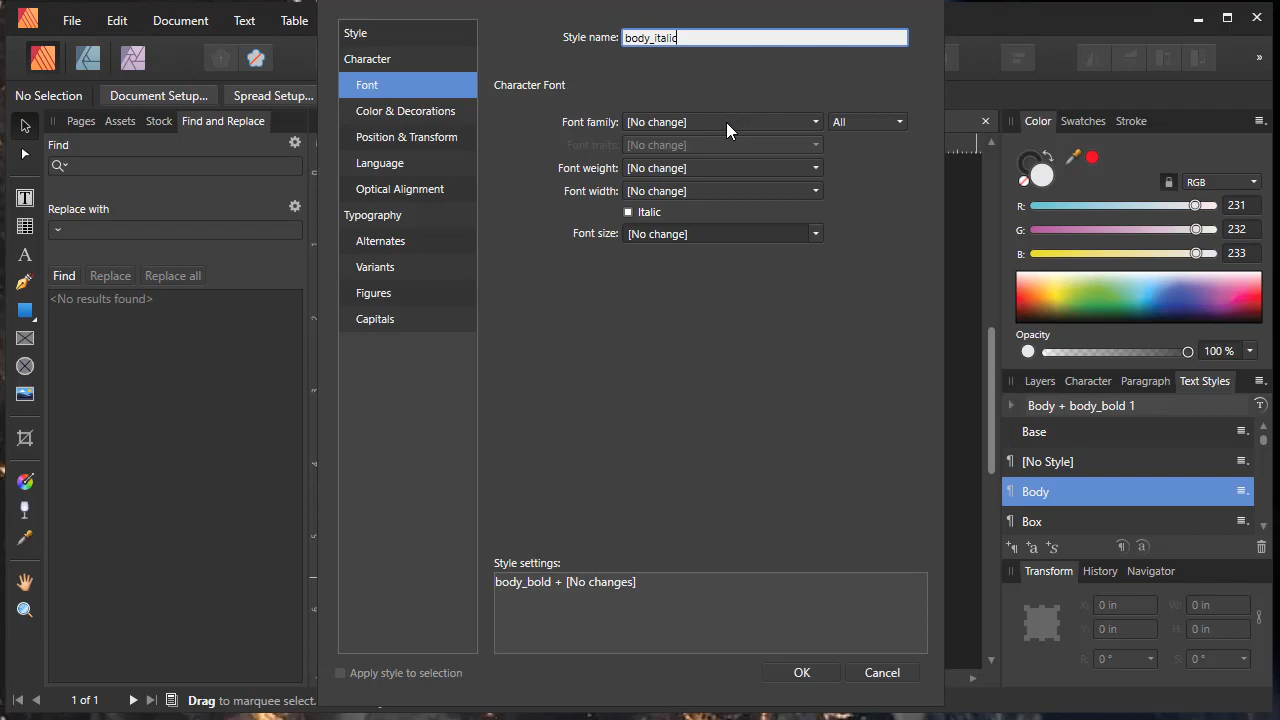 File Edit Document Text Table
No Selection Document Setup... Spread Setup...
Pages Assets Stock Find and Replace
Find
Replace with
Find Replace Replace all
<No results found>
Style
Character
Font
Color & Decorations
Position & Transform
Language
Optical Alignment
Typography
Alternates
Variants
Figures
Capitals
Style name: body_italic
Character Font
Font family: [No change] All
Font traits: [No change]
Font weight: [No change]
Font width: [No change]
Italic
Font size: [No change]
Style settings:
body_bold + [No changes]
Apply style to selection
OK Cancel
Color Swatches Stroke
RGB
R: 231
G: 232
B: 233
Opacity
100 %
Layers Character Paragraph Text Styles
Body + body_bold 1
Base
[No Style]
Body
Box
Transform History Navigator
X: 0 in W: 0 in
Y: 0 in H: 0 in
R: 0 ° S: 0 °
1 of 1 Drag to marquee select.